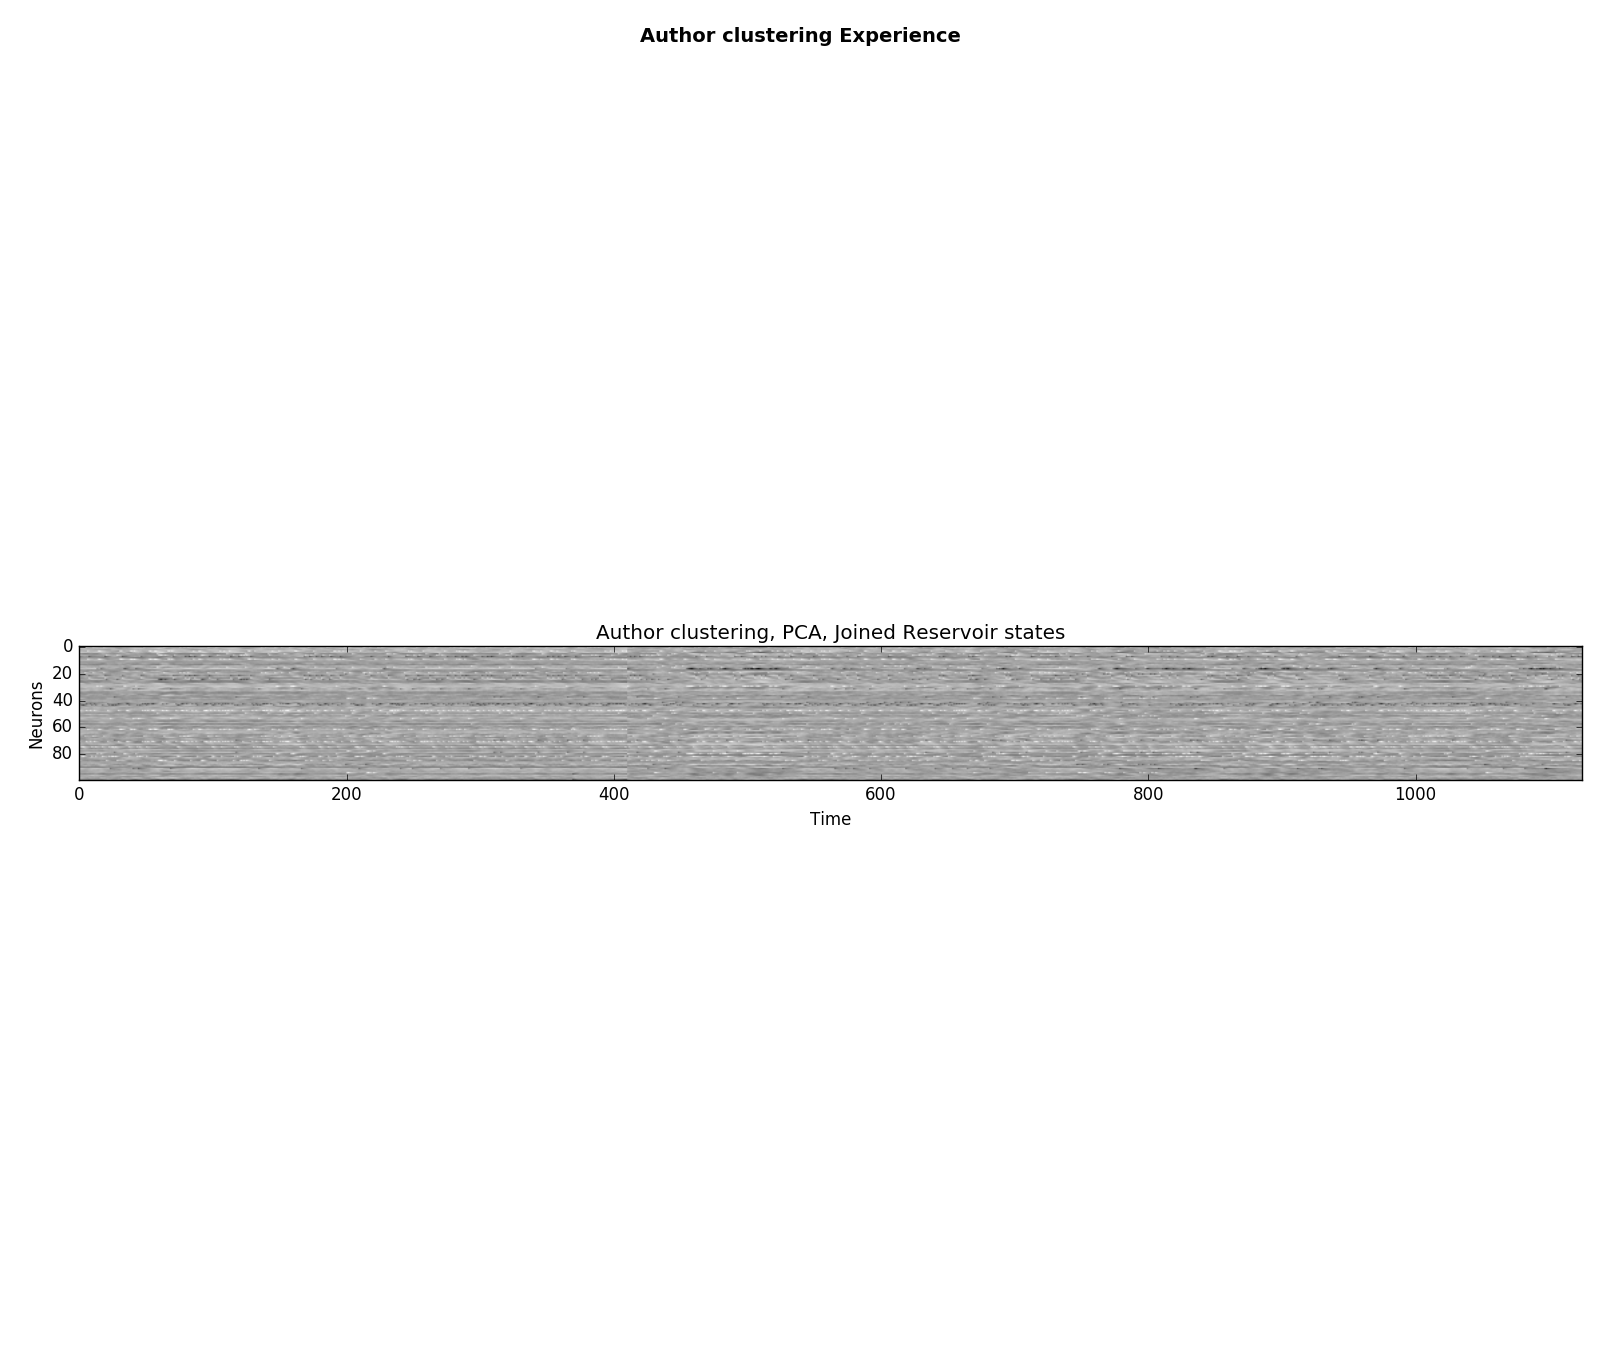 Author clustering Experience
Author clustering, PCA, Joined Reservoir states
0
20
40
60
80
Neurons
0 200 400 600 800 1000
Time